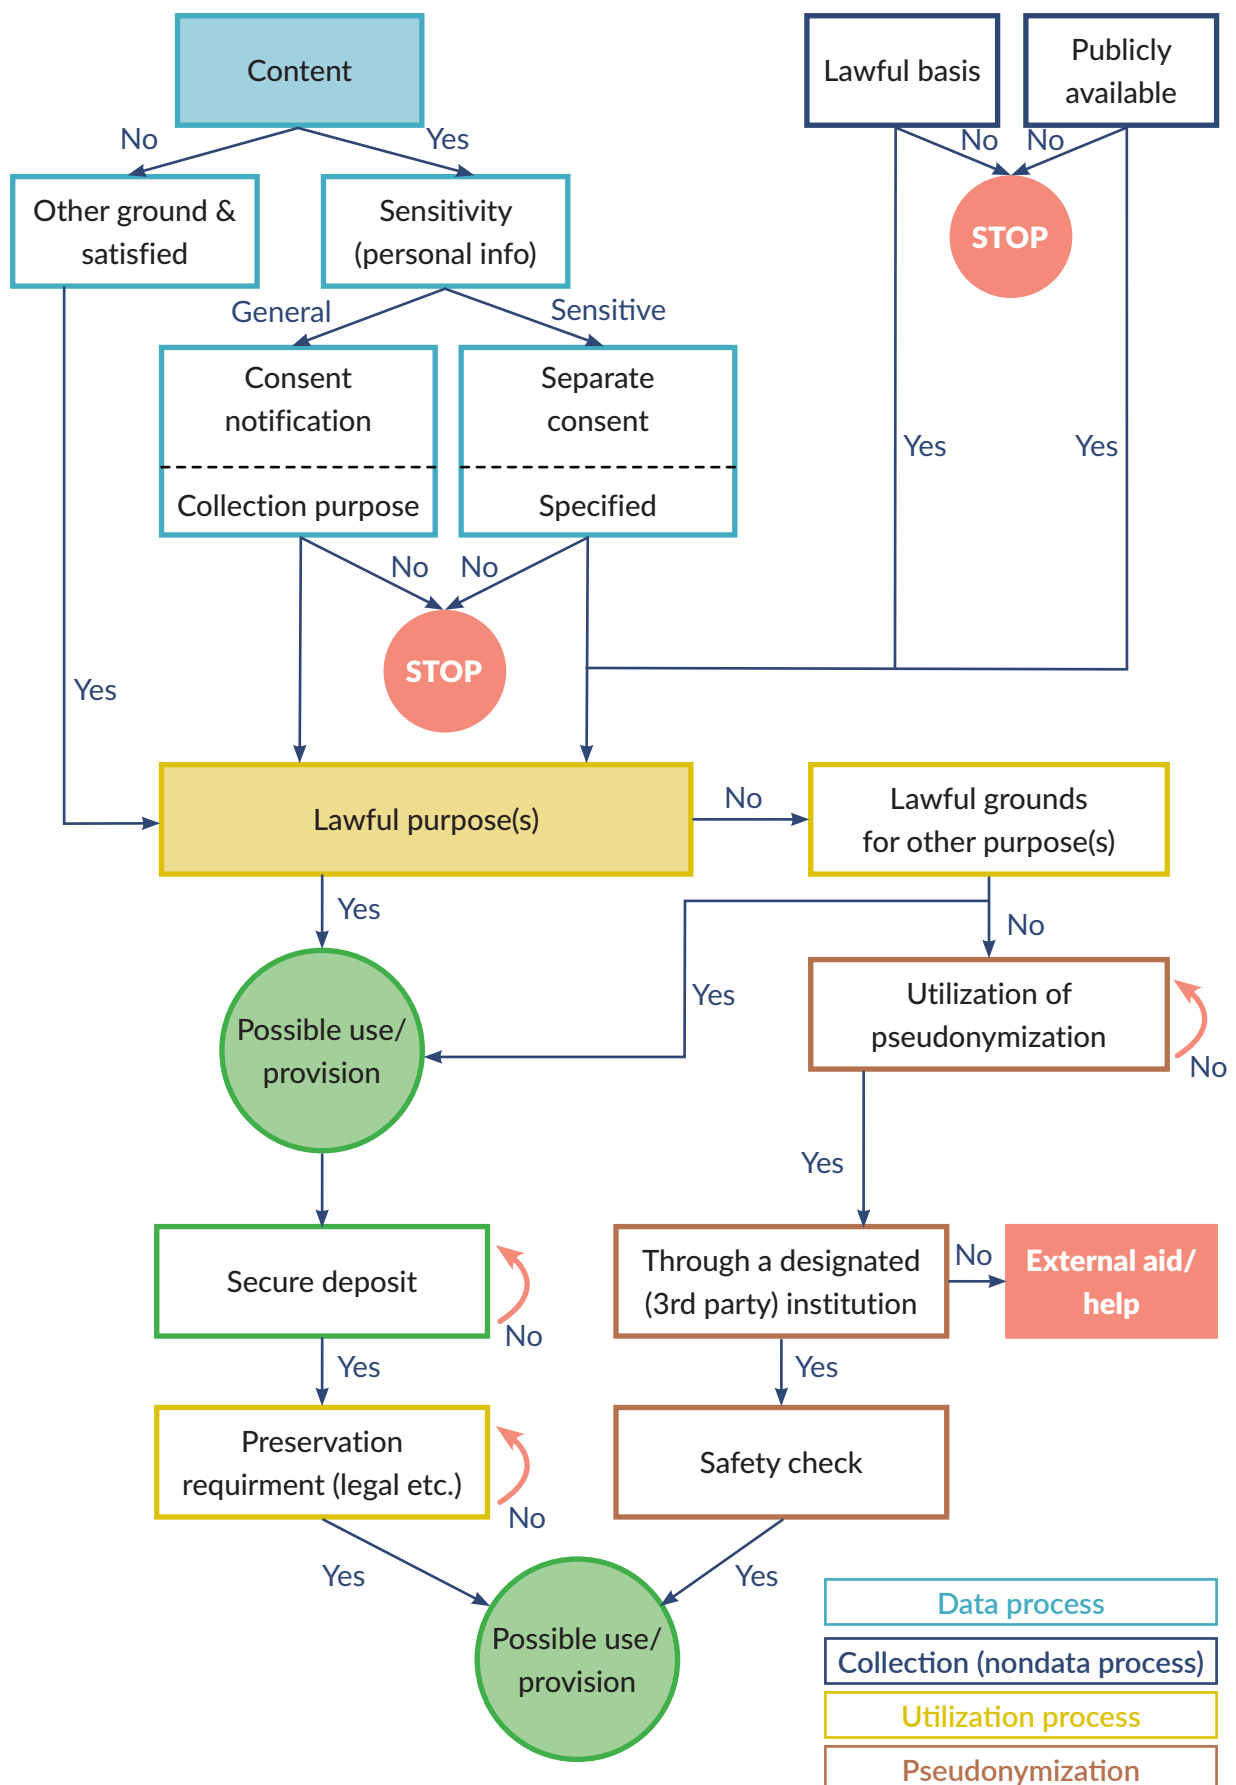 Content
Lawful basis
Publicly
available
No
Yes
No
No
Other ground &
satisfied
Sensitivity
(personal info)
STOP
General
Sensitive
Consent
notification
Collection purpose
Separate
consent
Specified
Yes
Yes
No
No
STOP
Yes
Lawful purpose(s)
No
Lawful grounds
for other purpose(s)
Yes
No
Yes
Utilization of
pseudonymization
No
Possible use/
provision
Yes
Secure deposit
No
Through a designated
(3rd party) institution
No
External aid/
help
Yes
Yes
Preservation
requirment (legal etc.)
No
Safety check
Yes
Yes
Possible use/
provision
Data process
Collection (nondata process)
Utilization process
Pseudonymization